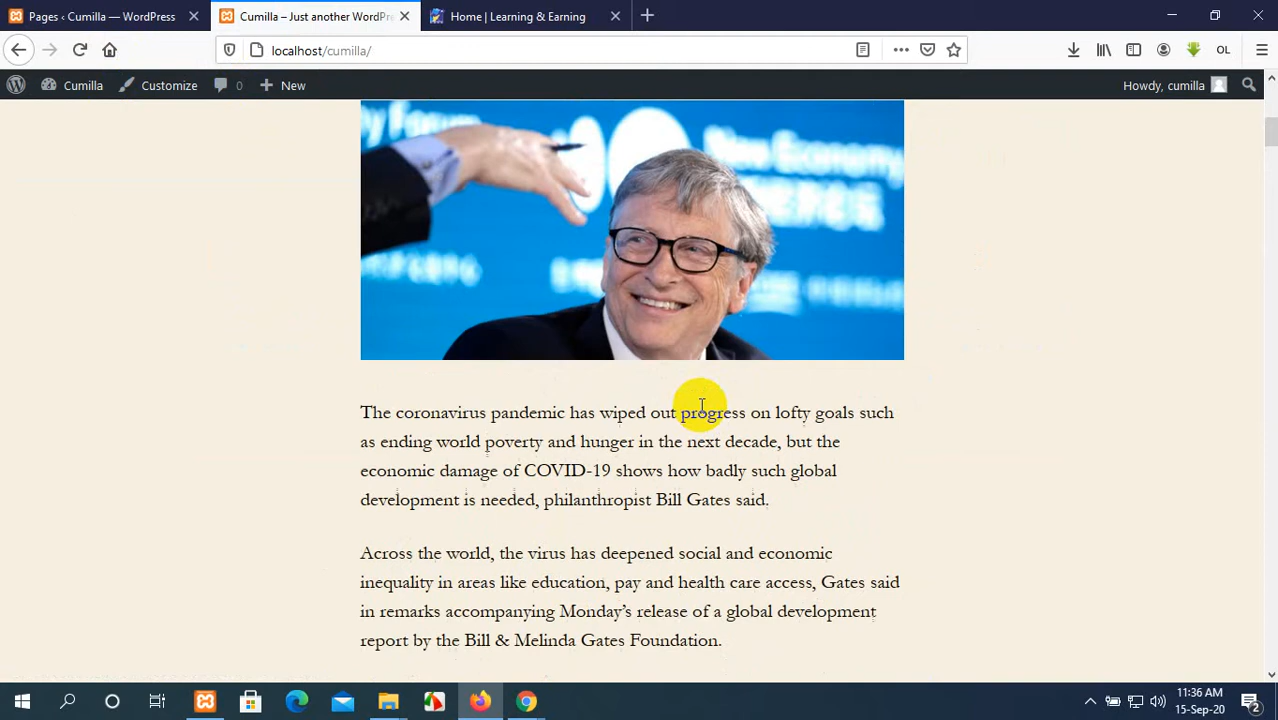 Pages ‹ Cumilla — WordPress
Cumilla – Just another WordPre
Home | Learning & Earning
localhost/cumilla/
OL
Cumilla
Customize
0
New
Howdy, cumilla
y Forum
New Economy
The coronavirus pandemic has wiped out progress on lofty goals such
as ending world poverty and hunger in the next decade, but the
economic damage of COVID-19 shows how badly such global
development is needed, philanthropist Bill Gates said.
Across the world, the virus has deepened social and economic
inequality in areas like education, pay and health care access, Gates said
in remarks accompanying Monday’s release of a global development
report by the Bill & Melinda Gates Foundation.
11:36 AM
15-Sep-20
2